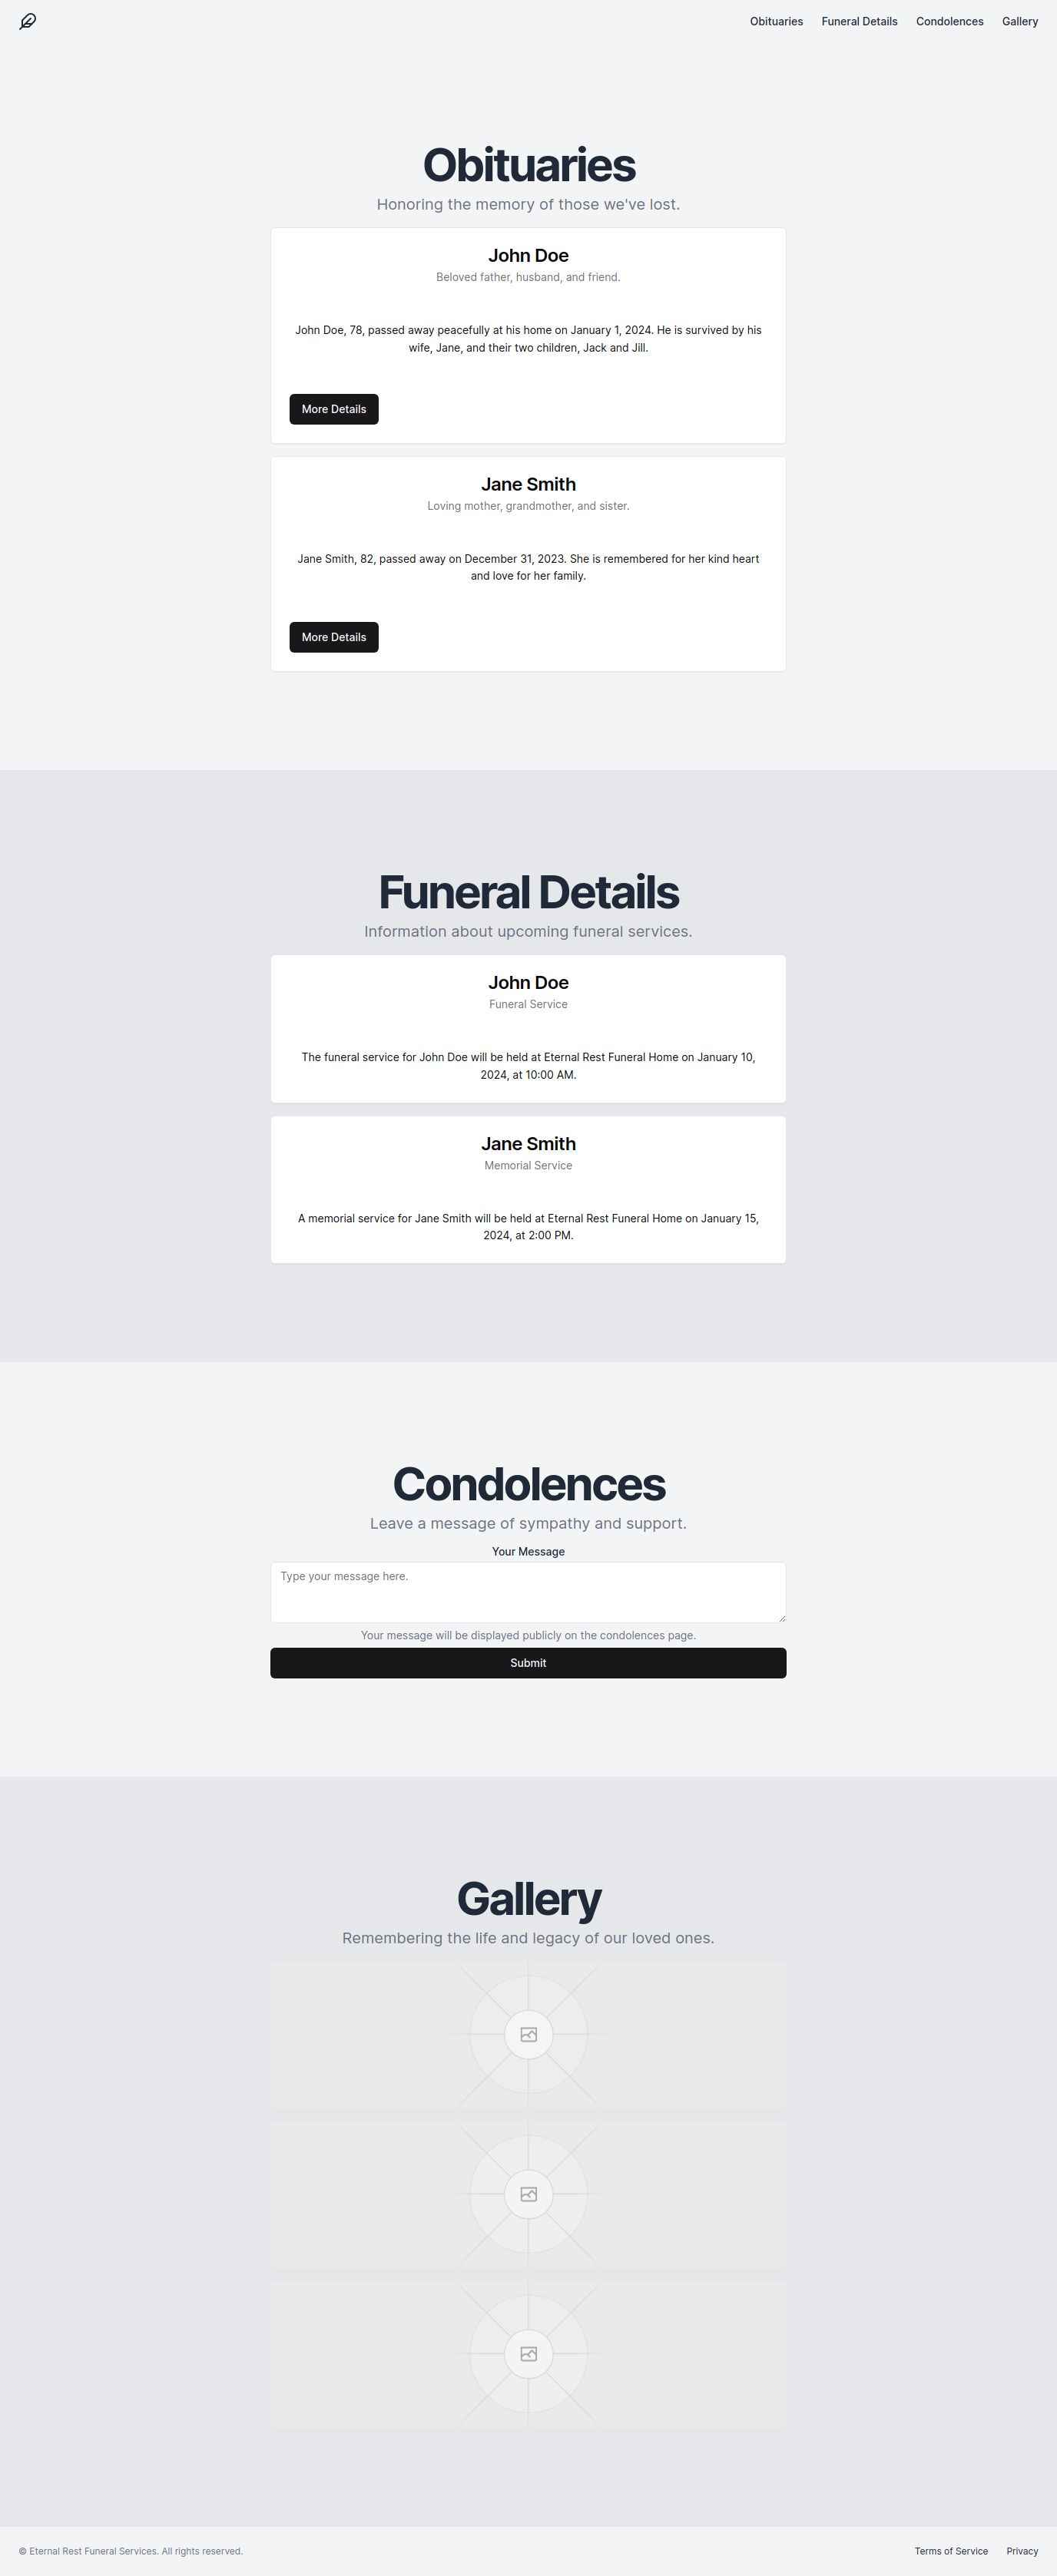 Obituaries
Funeral Details
Condolences
Gallery
Obituaries
Honoring the memory of those we've lost.
John Doe
Beloved father, husband, and friend.
John Doe, 78, passed away peacefully at his home on January 1, 2024. He is survived by his
wife, Jane, and their two children, Jack and Jill.
More Details
Jane Smith
Loving mother, grandmother, and sister.
Jane Smith, 82, passed away on December 31, 2023. She is remembered for her kind heart
and love for her family.
More Details
Funeral Details
Information about upcoming funeral services.
John Doe
Funeral Service
The funeral service for John Doe will be held at Eternal Rest Funeral Home on January 10,
2024, at 10:00 AM.
Jane Smith
Memorial Service
A memorial service for Jane Smith will be held at Eternal Rest Funeral Home on January 15,
2024, at 2:00 PM.
Condolences
Leave a message of sympathy and support.
Your Message
Type your message here.
Your message will be displayed publicly on the condolences page.
Submit
Gallery
Remembering the life and legacy of our loved ones.
© Eternal Rest Funeral Services. All rights reserved.
Terms of Service
Privacy